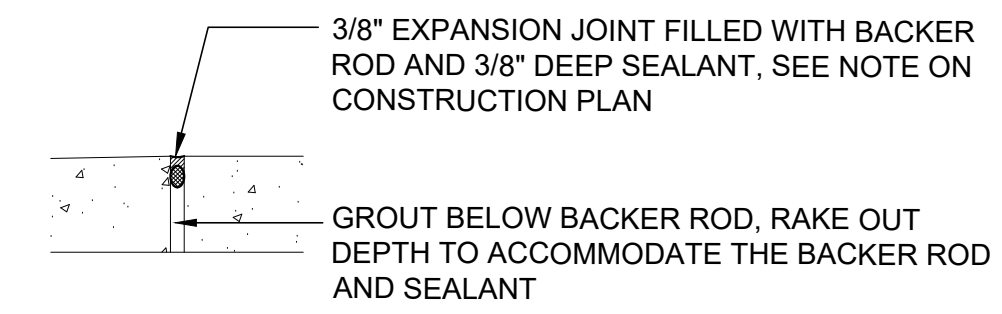 3/8" EXPANSION JOINT FILLED WITH BACKER
ROD AND 3/8" DEEP SEALANT, SEE NOTE ON
CONSTRUCTION PLAN
GROUT BELOW BACKER ROD, RAKE OUT
DEPTH TO ACCOMMODATE THE BACKER ROD
AND SEALANT